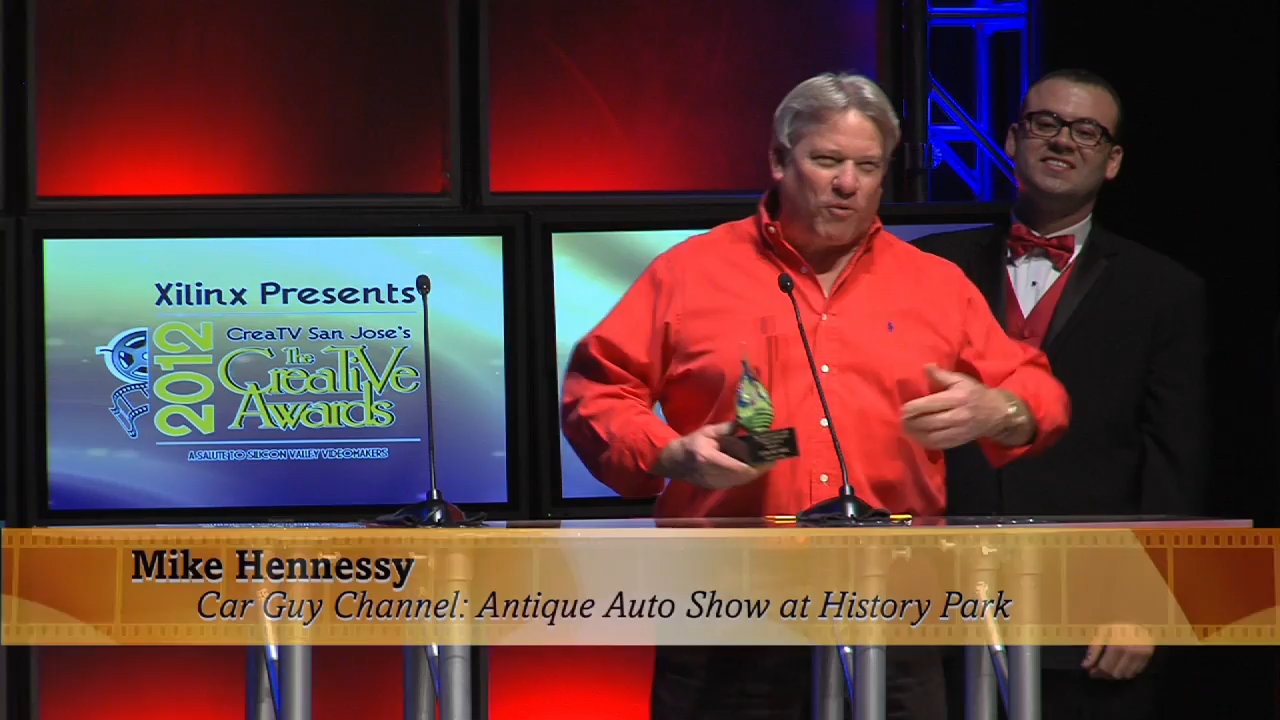 Xilinx Presents
2012
CreaTV San Jose's
The
CreaTiVe
Awards
A SALUTE TO SILICON VALLEY VIDEOMAKERS
Mike Hennessy
Car Guy Channel: Antique Auto Show at History Park